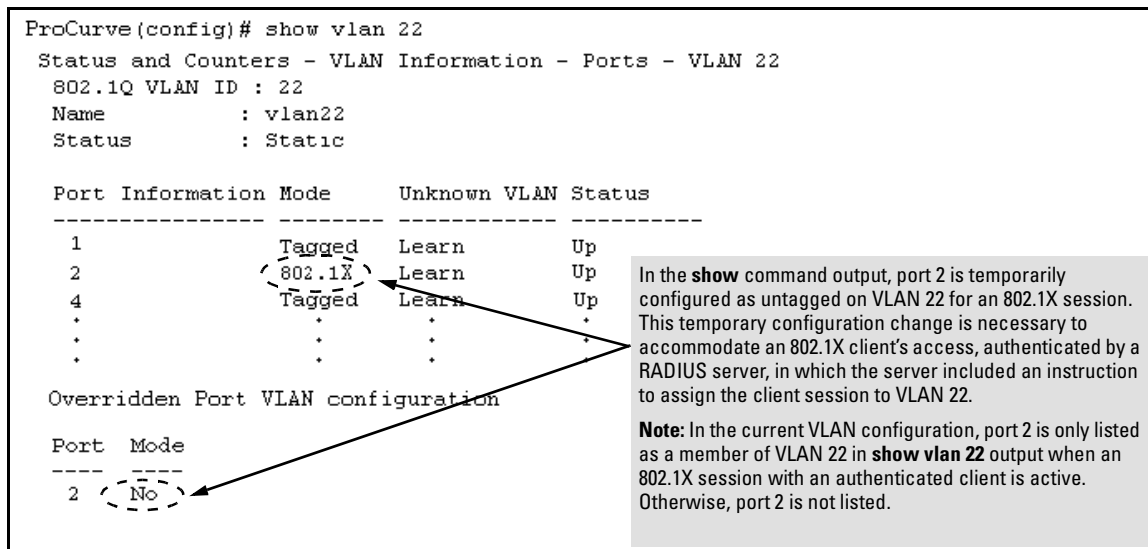 ProCurve(config)# show vlan 22
Status and Counters - VLAN Information - Ports - VLAN 22
802.1Q VLAN ID : 22
Name : vlan22
Status : Static
Port Information Mode Unknown VLAN Status
---------------- -------- ------------ ----------
1 Tagged Learn Up
2 802.1X Learn Up
4 Tagged Learn Up
Overridden Port VLAN configuration
Port Mode
---- ----
2 No
In the show command output, port 2 is temporarily
configured as untagged on VLAN 22 for an 802.1X session.
This temporary configuration change is necessary to
accommodate an 802.1X client's access, authenticated by a
RADIUS server, in which the server included an instruction
to assign the client session to VLAN 22.
Note: In the current VLAN configuration, port 2 is only listed
as a member of VLAN 22 in show vlan 22 output when an
802.1X session with an authenticated client is active.
Otherwise, port 2 is not listed.